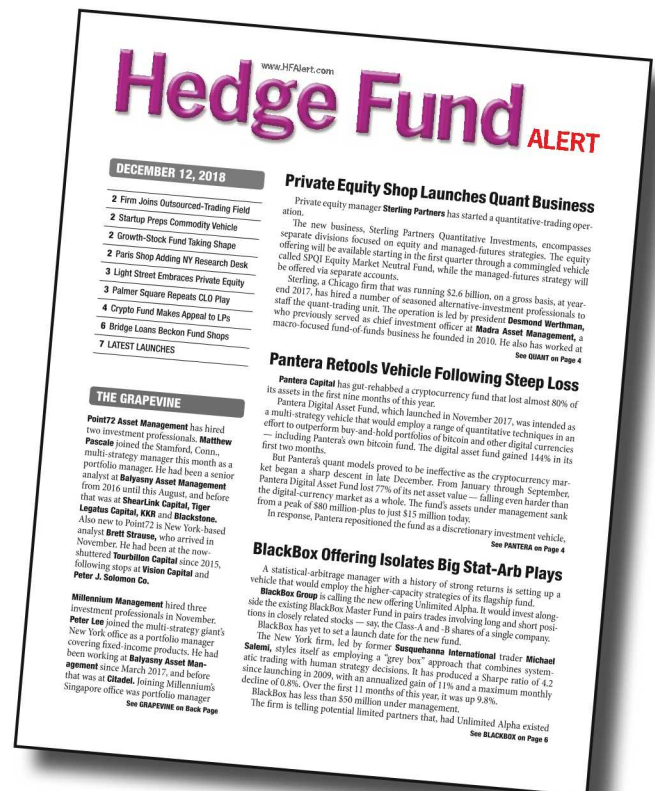 www.HFAlert.com
Hedge Fund ALERT
DECEMBER 12, 2018
2 Firm Joins Outsourced-Trading Field
2 Startup Preps Commodity Vehicle
2 Growth-Stock Fund Taking Shape
2 Paris Shop Adding NY Research Desk
3 Light Street Embraces Private Equity
3 Palmer Square Repeats CLO Play
4 Crypto Fund Makes Appeal to LPs
6 Bridge Loans Beckon Fund Shops
7 LATEST LAUNCHES
THE GRAPEVINE
Point72 Asset Management has hired
two investment professionals. Matthew
Pascale joined the Stamford, Conn.,
multi-strategy manager this month as a
portfolio manager. He had been a senior
analyst at Balyasny Asset Management
from 2016 until this August, and before
that was at ShearLink Capital, Tiger
Legatus Capital, KKR and Blackstone.
Also new to Point72 is New York-based
analyst Brett Strause, who arrived in
November. He had been at the now-
shuttered Tourbillon Capital since 2015,
following stops at Vision Capital and
Peter J. Solomon Co.
Millennium Management hired three
investment professionals in November.
Peter Lee joined the multi-strategy giant's
New York office as a portfolio manager
covering fixed-income products. He had
been working at Balyasny Asset Man-
agement since March 2017, and before
that was at Citadel. Joining Millennium's
Singapore office was portfolio manager
See GRAPEVINE on Back Page
Private Equity Shop Launches Quant Business
Private equity manager Sterling Partners has started a quantitative-trading oper-
ation.
The new business, Sterling Partners Quantitative Investments, encompasses
separate divisions focused on equity and managed-futures strategies. The equity
offering will be available starting in the first quarter through a commingled vehicle
called SPQI Equity Market Neutral Fund, while the managed-futures strategy will
be offered via separate accounts.
Sterling, a Chicago firm that was running $2.6 billion, on a gross basis, at year-
end 2017, has hired a number of seasoned alternative-investment professionals to
staff the quant-trading unit. The operation is led by president Desmond Werthman,
who previously served as chief investment officer at Madra Asset Management, a
macro-focused fund-of-funds business he founded in 2010. He also has worked at
See QUANT on Page 4
Pantera Retools Vehicle Following Steep Loss
Pantera Capital has gut-rehabbed a cryptocurrency fund that lost almost 80% of
its assets in the first nine months of this year.
Pantera Digital Asset Fund, which launched in November 2017, was intended as
a multi-strategy vehicle that would employ a range of quantitative techniques in an
effort to outperform buy-and-hold portfolios of bitcoin and other digital currencies
— including Pantera's own bitcoin fund. The digital asset fund gained 144% in its
first two months.
But Pantera's quant models proved to be ineffective as the cryptocurrency mar-
ket began a sharp descent in late December. From January through September,
Pantera Digital Asset Fund lost 77% of its net asset value — falling even harder than
the digital-currency market as a whole. The fund's assets under management sank
from a peak of $80 million-plus to just $15 million today.
In response, Pantera repositioned the fund as a discretionary investment vehicle,
See PANTERA on Page 4
BlackBox Offering Isolates Big Stat-Arb Plays
A statistical-arbitrage manager with a history of strong returns is setting up a
vehicle that would employ the higher-capacity strategies of its flagship fund.
BlackBox Group is calling the new offering Unlimited Alpha. It would invest along-
side the existing BlackBox Master Fund in pairs trades involving long and short posi-
tions in closely related stocks — say, the Class-A and -B shares of a single company.
BlackBox has yet to set a launch date for the new fund.
The New York firm, led by former Susquehanna International trader Michael
Salemi, styles itself as employing a "grey box" approach that combines system-
atic trading with human strategy decisions. It has produced a Sharpe ratio of 4.2
since launching in 2009, with an annualized gain of 11% and a maximum monthly
decline of 0.8%. Over the first 11 months of this year, it was up 9.8%.
BlackBox has less than $50 million under management.
The firm is telling potential limited partners that, had Unlimited Alpha existed
See BLACKBOX on Page 6